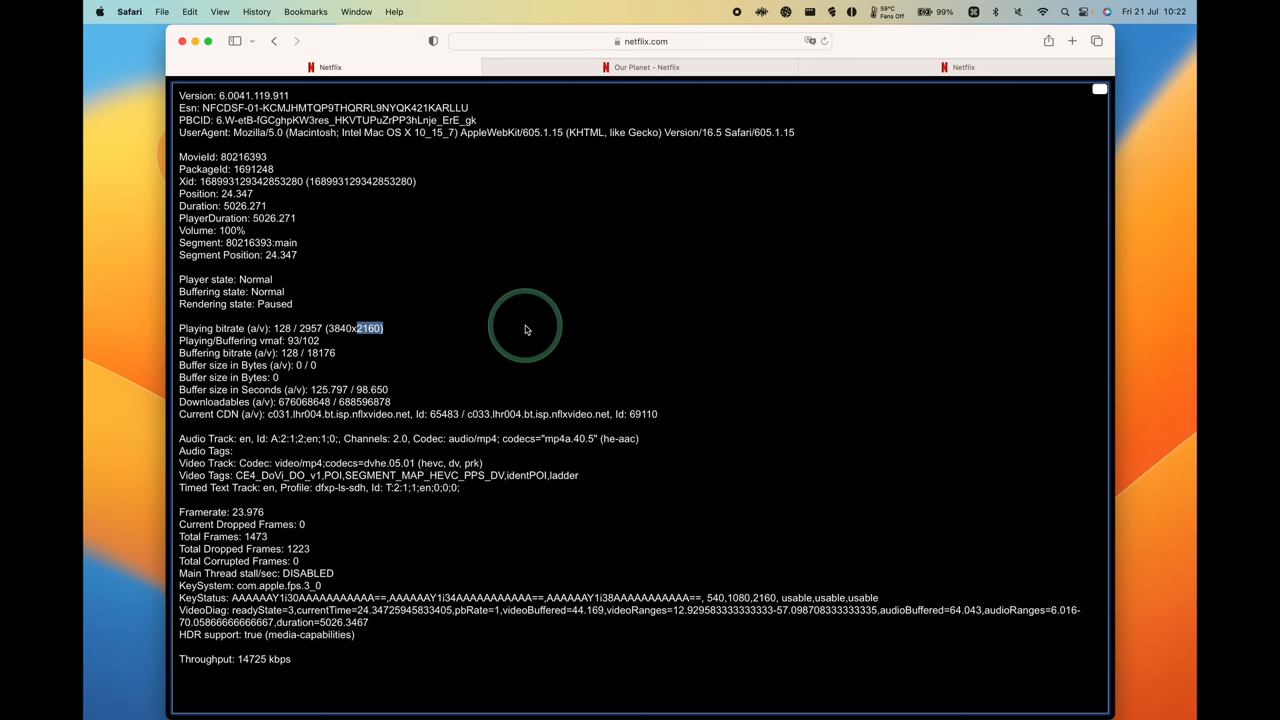 Safari File Edit View History Bookmarks Window Help 59°C Fans Off 99% Fri 21 Jul 10:22
netflix.com
Netflix Our Planet – Netflix Netflix
Version: 6.0041.119.911
Esn: NFCDSF-01-KCMJHMTQP9THQRRL9NYQK421KARLLU
PBCID: 6.W-etB-fGCghpKW3res_HKVTUPuZrPP3hLnje_ErE_gk
UserAgent: Mozilla/5.0 (Macintosh; Intel Mac OS X 10_15_7) AppleWebKit/605.1.15 (KHTML, like Gecko) Version/16.5 Safari/605.1.15
MovieId: 80216393
PackageId: 1691248
Xid: 168993129342853280 (168993129342853280)
Position: 24.347
Duration: 5026.271
PlayerDuration: 5026.271
Volume: 100%
Segment: 80216393:main
Segment Position: 24.347
Player state: Normal
Buffering state: Normal
Rendering state: Paused
Playing bitrate (a/v): 128 / 2957 (3840x2160)
Playing/Buffering vmaf: 93/102
Buffering bitrate (a/v): 128 / 18176
Buffer size in Bytes (a/v): 0 / 0
Buffer size in Bytes: 0
Buffer size in Seconds (a/v): 125.797 / 98.650
Downloadables (a/v): 676068648 / 688596878
Current CDN (a/v): c031.lhr004.bt.isp.nflxvideo.net, Id: 65483 / c033.lhr004.bt.isp.nflxvideo.net, Id: 69110
Audio Track: en, Id: A:2:1;2;en;1;0;, Channels: 2.0, Codec: audio/mp4; codecs="mp4a.40.5" (he-aac)
Audio Tags:
Video Track: Codec: video/mp4;codecs=dvhe.05.01 (hevc, dv, prk)
Video Tags: CE4_DoVi_DO_v1,POI,SEGMENT_MAP_HEVC_PPS_DV,identPOI,ladder
Timed Text Track: en, Profile: dfxp-ls-sdh, Id: T:2:1;1;en;0;0;0;
Framerate: 23.976
Current Dropped Frames: 0
Total Frames: 1473
Total Dropped Frames: 1223
Total Corrupted Frames: 0
Main Thread stall/sec: DISABLED
KeySystem: com.apple.fps.3_0
KeyStatus: AAAAAAY1i30AAAAAAAAAAA==,AAAAAAY1i34AAAAAAAAAAA==,AAAAAAY1i38AAAAAAAAAAA==, 540,1080,2160, usable,usable,usable
VideoDiag: readyState=3,currentTime=24.34725945833405,pbRate=1,videoBuffered=44.169,videoRanges=12.929583333333333-57.098708333333335,audioBuffered=64.043,audioRanges=6.016-
70.05866666666667,duration=5026.3467
HDR support: true (media-capabilities)
Throughput: 14725 kbps